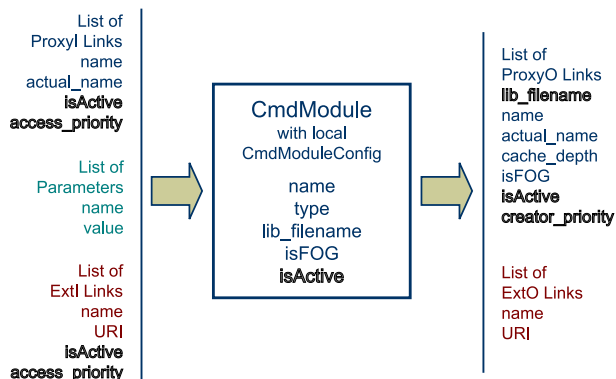 List of
ProxyI Links
name
actual_name
isActive
access_priority
List of
Parameters
name
value
List of
ExtI Links
name
URI
isActive
access_priority
CmdModule
with local
CmdModuleConfig
name
type
lib_filename
isFOG
isActive
List of
ProxyO Links
lib_filename
name
actual_name
cache_depth
isFOG
isActive
creator_priority
List of
ExtO Links
name
URI